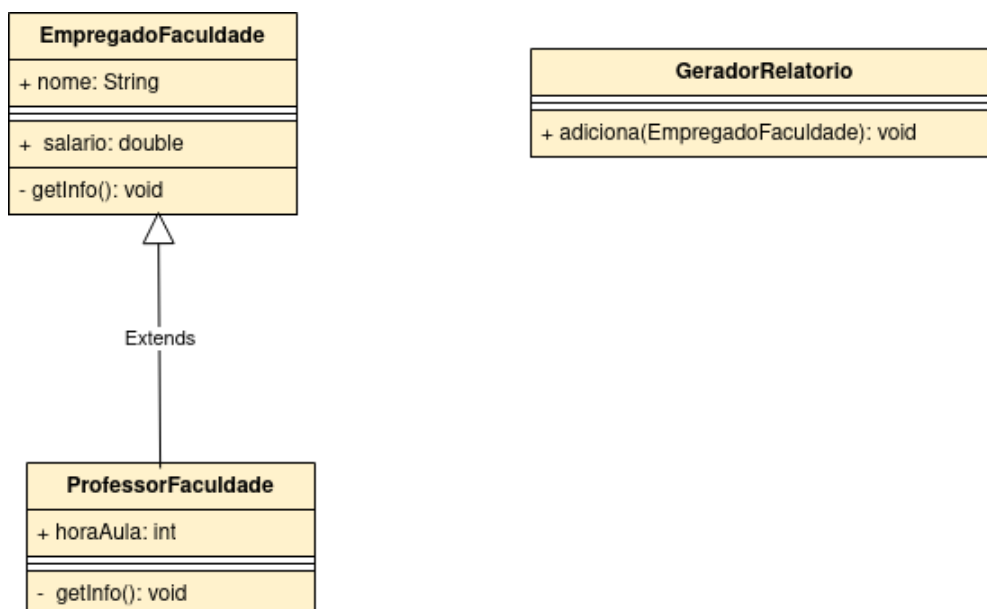 EmpregadoFaculdade
+ nome: String
+ salario: double
- getInfo(): void
GeradorRelatorio
+ adiciona(EmpregadoFaculdade): void
Extends
ProfessorFaculdade
+ horaAula: int
- getInfo(): void